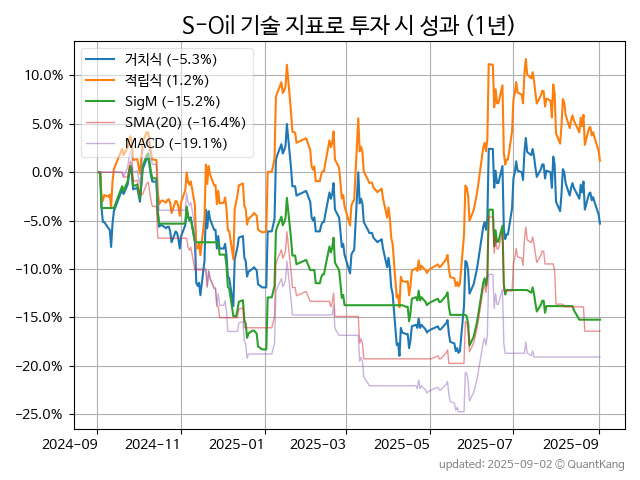 S-Oil 기술 지표로 투자 시 성과 (1년)
거치식 (−5.3%)
적립식 (1.2%)
SigM (−15.2%)
SMA(20) (−16.4%)
MACD (−19.1%)
10.0%
5.0%
0.0%
−5.0%
−10.0%
−15.0%
−20.0%
−25.0%
2024-09 2024-11 2025-01 2025-03 2025-05 2025-07 2025-09
updated: 2025-09-02 © QuantKang